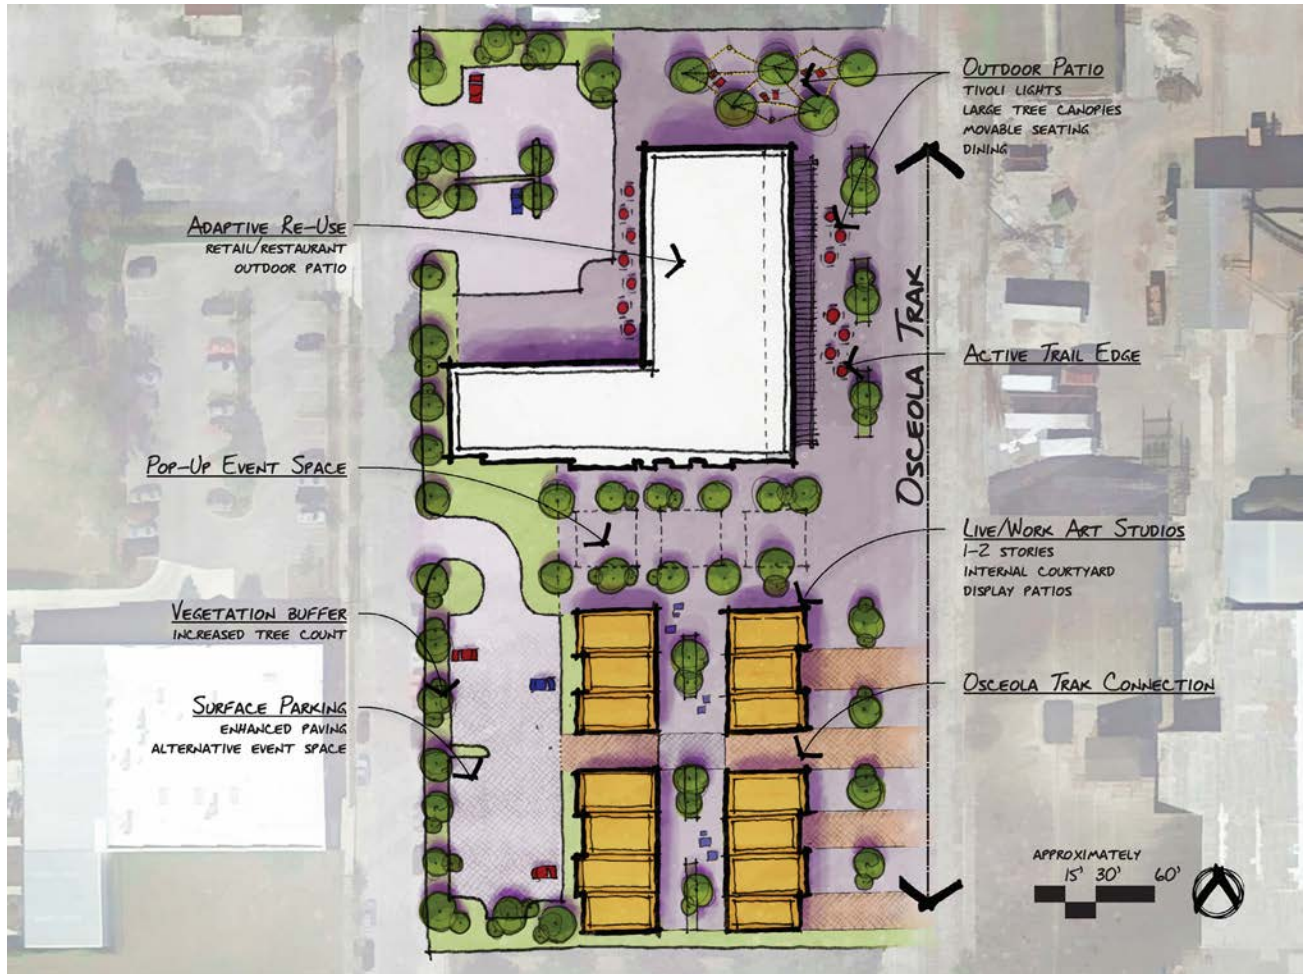 OUTDOOR PATIO
TIVOLI LIGHTS
LARGE TREE CANOPIES
MOVABLE SEATING
DINING
ADAPTIVE RE-USE
RETAIL/RESTAURANT
OUTDOOR PATIO
OSCEOLA TRAK
ACTIVE TRAIL EDGE
POP-UP EVENT SPACE
LIVE/WORK ART STUDIOS
1-2 STORIES
INTERNAL COURTYARD
DISPLAY PATIOS
VEGETATION BUFFER
INCREASED TREE COUNT
OSCEOLA TRAK CONNECTION
SURFACE PARKING
ENHANCED PAVING
ALTERNATIVE EVENT SPACE
APPROXIMATELY
15' 30' 60'